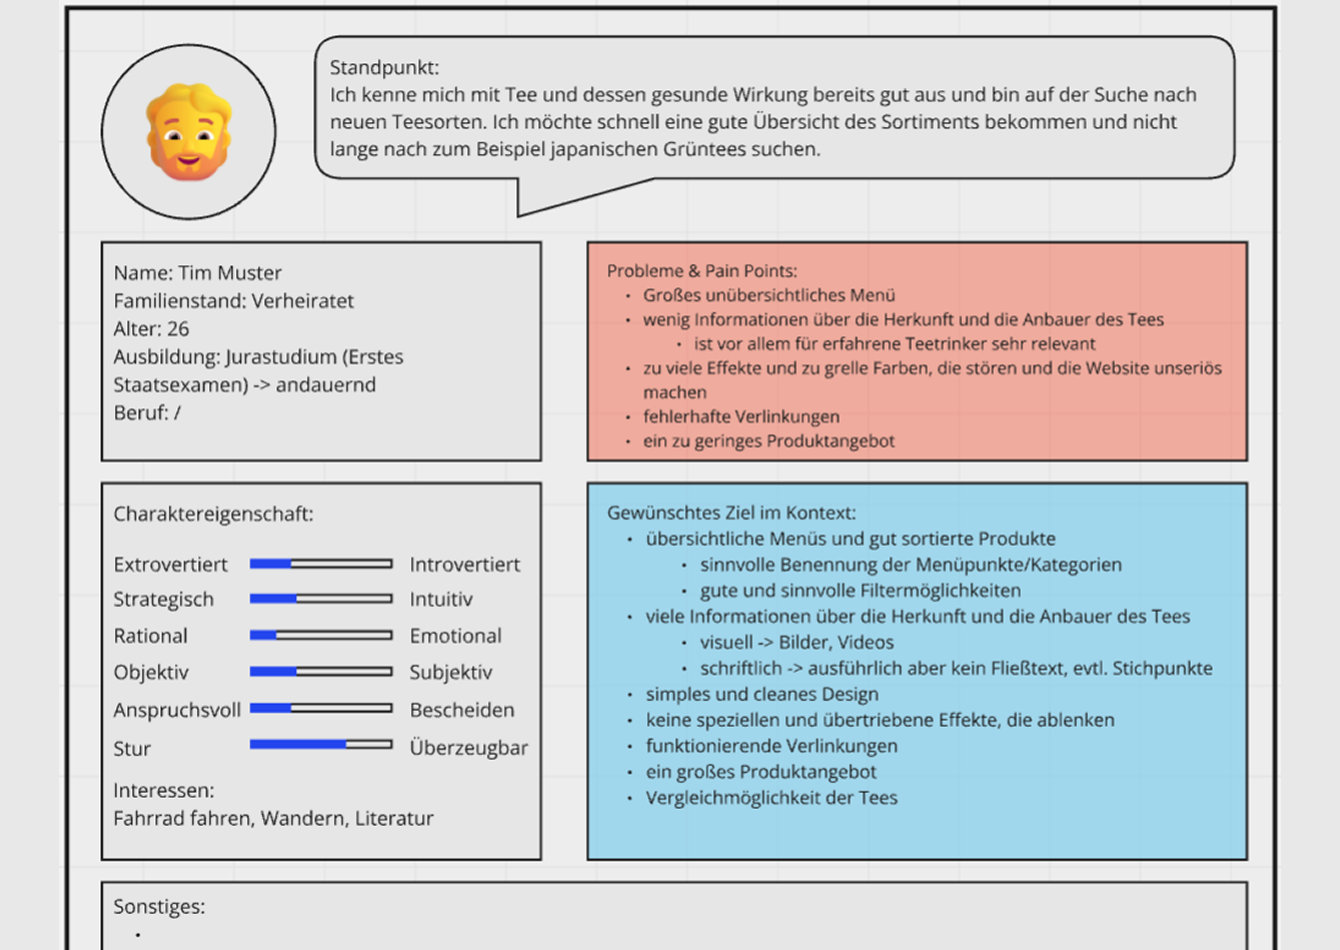 Standpunkt:
Ich kenne mich mit Tee und dessen gesunde Wirkung bereits gut aus und bin auf der Suche nach
neuen Teesorten. Ich möchte schnell eine gute Übersicht des Sortiments bekommen und nicht
lange nach zum Beispiel japanischen Grüntees suchen.
Name: Tim Muster
Familienstand: Verheiratet
Alter: 26
Ausbildung: Jurastudium (Erstes
Staatsexamen) -> andauernd
Beruf: /
Probleme & Pain Points:
• Großes unübersichtliches Menü
• wenig Informationen über die Herkunft und die Anbauer des Tees
• ist vor allem für erfahrene Teetrinker sehr relevant
• zu viele Effekte und zu grelle Farben, die stören und die Website unseriös
machen
• fehlerhafte Verlinkungen
• ein zu geringes Produktangebot
Charaktereigenschaft:
Extrovertiert Introvertiert
Strategisch Intuitiv
Rational Emotional
Objektiv Subjektiv
Anspruchsvoll Bescheiden
Stur Überzeugbar
Interessen:
Fahrrad fahren, Wandern, Literatur
Gewünschtes Ziel im Kontext:
• übersichtliche Menüs und gut sortierte Produkte
• sinnvolle Benennung der Menüpunkte/Kategorien
• gute und sinnvolle Filtermöglichkeiten
• viele Informationen über die Herkunft und die Anbauer des Tees
• visuell -> Bilder, Videos
• schriftlich -> ausführlich aber kein Fließtext, evtl. Stichpunkte
• simples und cleanes Design
• keine speziellen und übertriebene Effekte, die ablenken
• funktionierende Verlinkungen
• ein großes Produktangebot
• Vergleichmöglichkeit der Tees
Sonstiges:
•